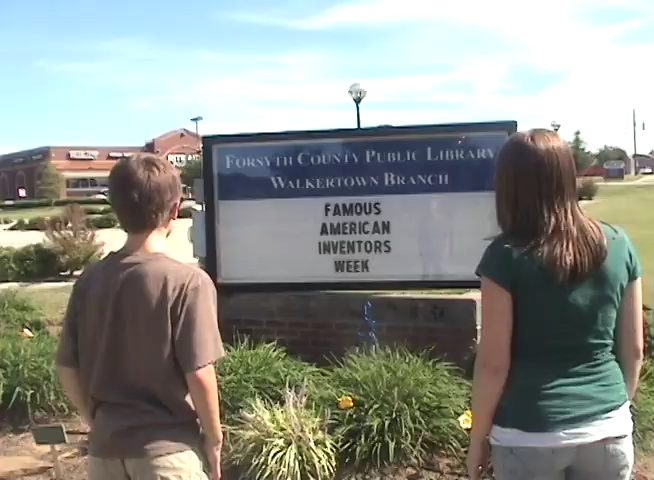 FORSYTH COUNTY PUBLIC LIBRARY
WALKERTOWN BRANCH
FAMOUS
AMERICAN
INVENTORS
WEEK